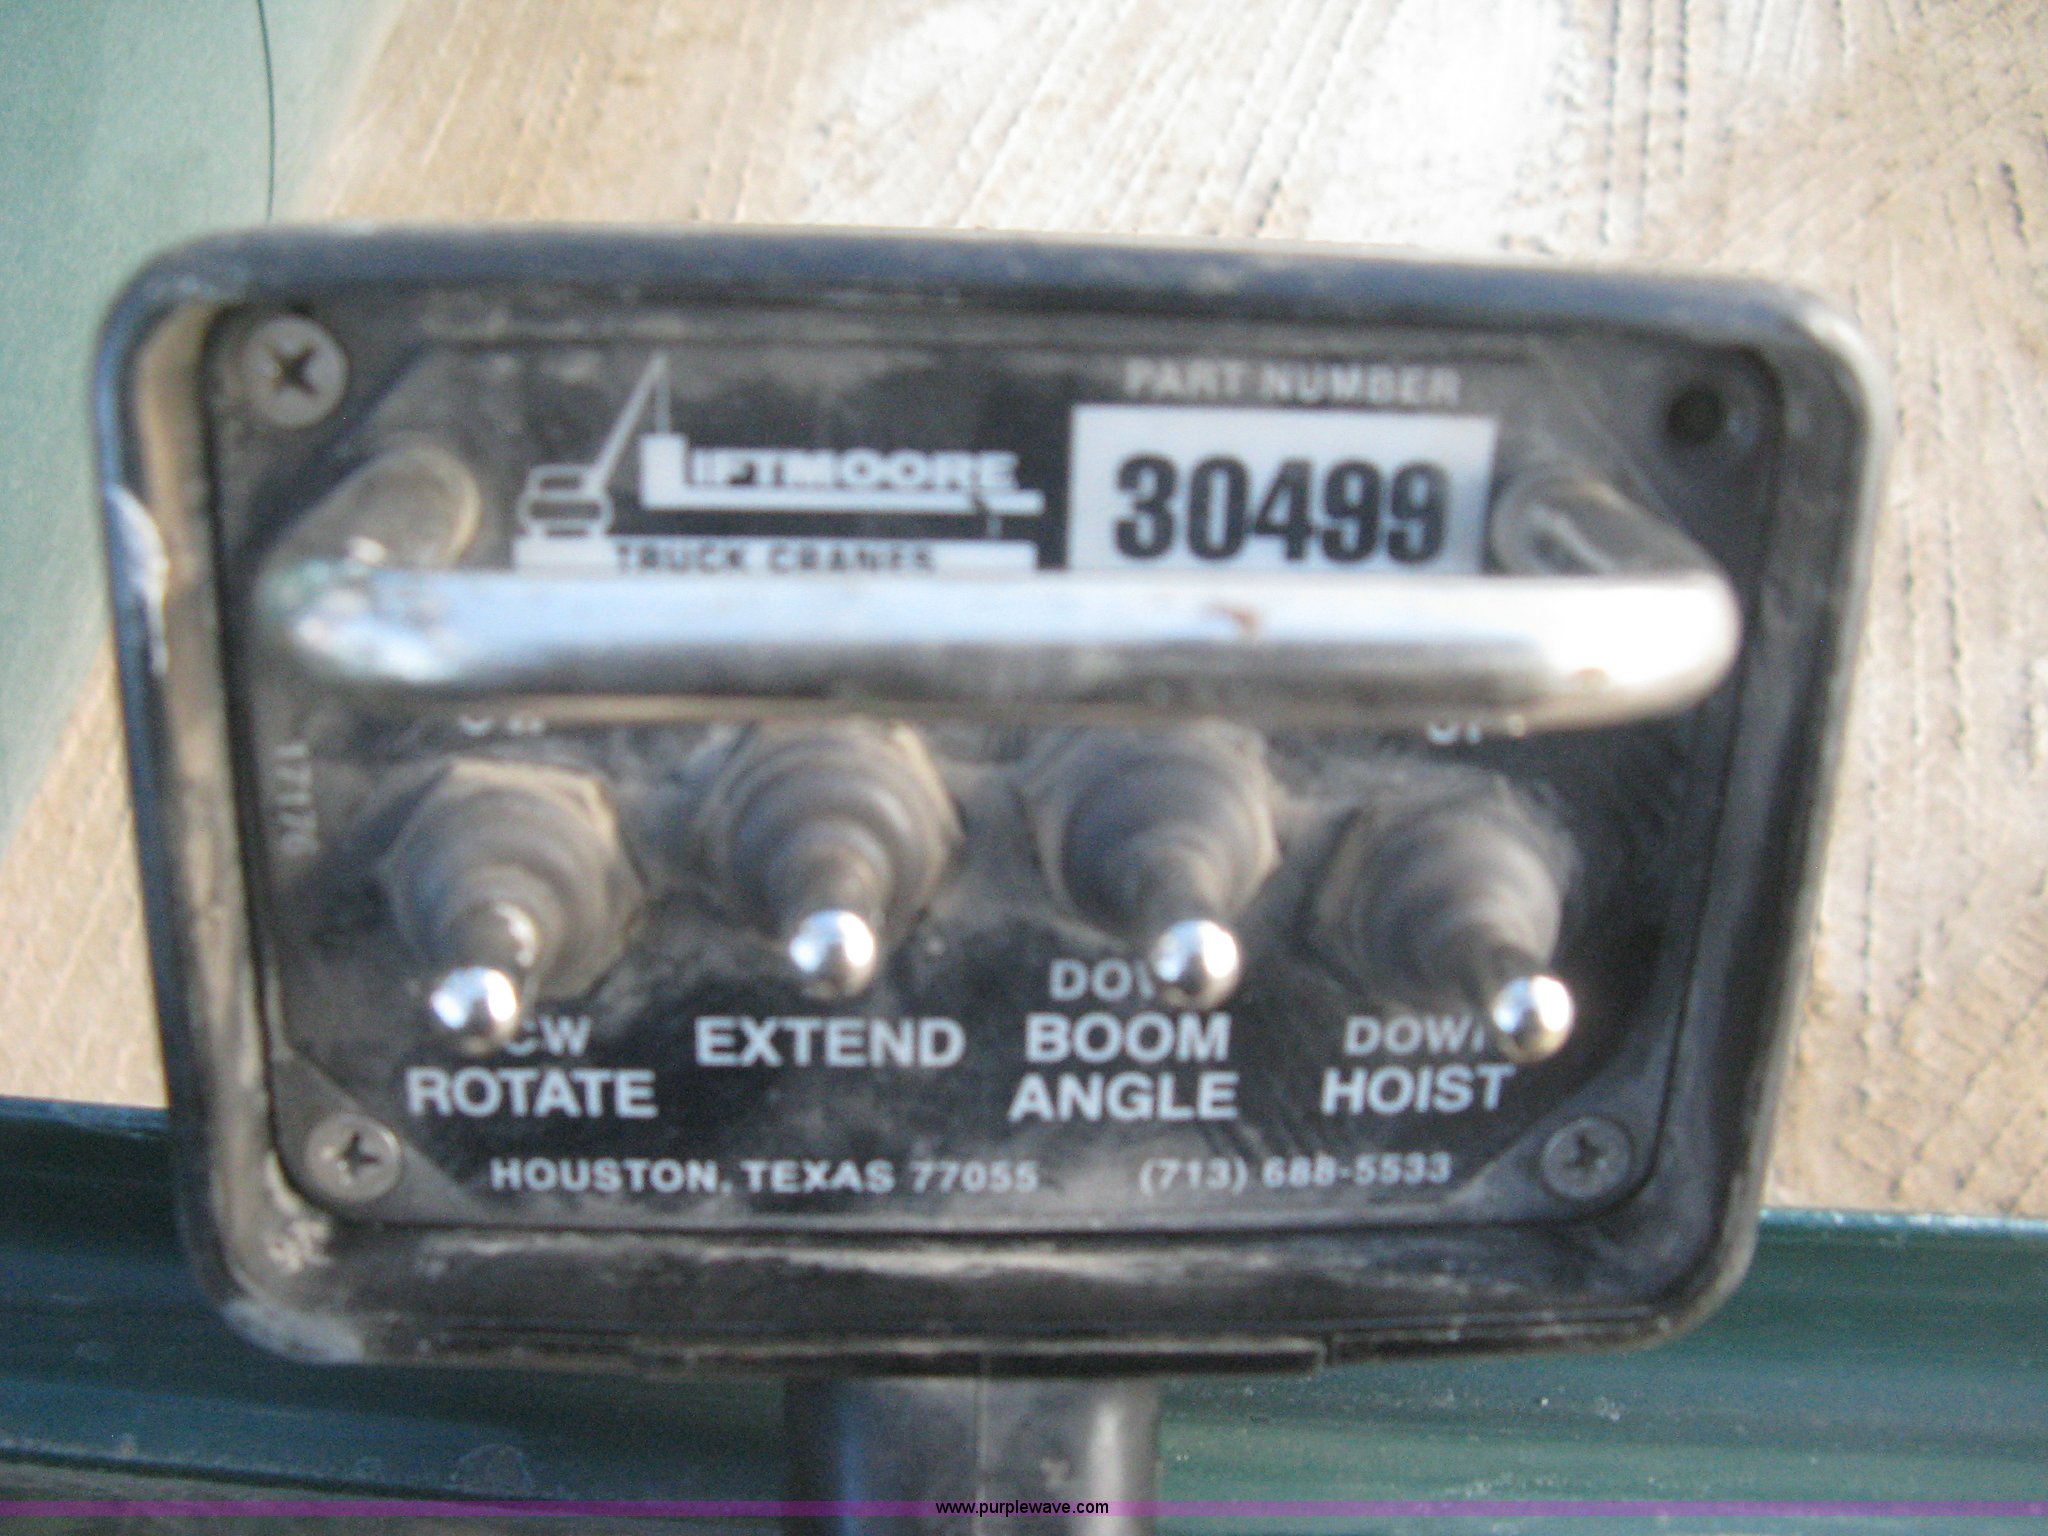 PART NUMBER
LIFTMOORE
30499
TRUCK CRANES
17176
EXTEND
BOOM
ANGLE
ROTATE
HOIST
HOUSTON, TEXAS 77055 (713) 688-5533
www.purplewave.com